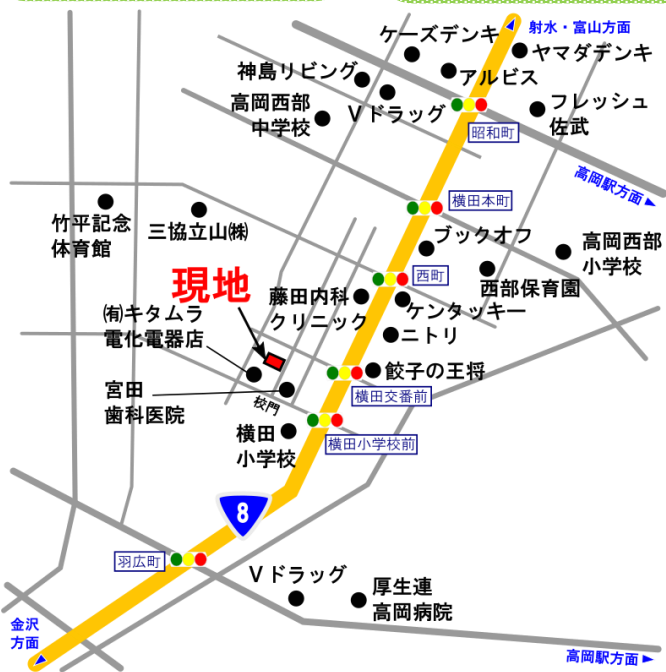 射水・富山方面
ケーズデンキ
ヤマダデンキ
アルビス
神島リビング
Vドラッグ
フレッシュ
佐武
高岡西部
中学校
昭和町
高岡駅方面
横田本町
竹平記念
体育館
三協立山㈱
ブックオフ
高岡西部
小学校
西町
西部保育園
現地
藤田内科
クリニック
ケンタッキー
ニトリ
㈲キタムラ
電化電器店
餃子の王将
宮田
歯科医院
校門
横田交番前
横田
小学校
横田小学校前
8
羽広町
Vドラッグ
厚生連
高岡病院
金沢
方面
高岡駅方面